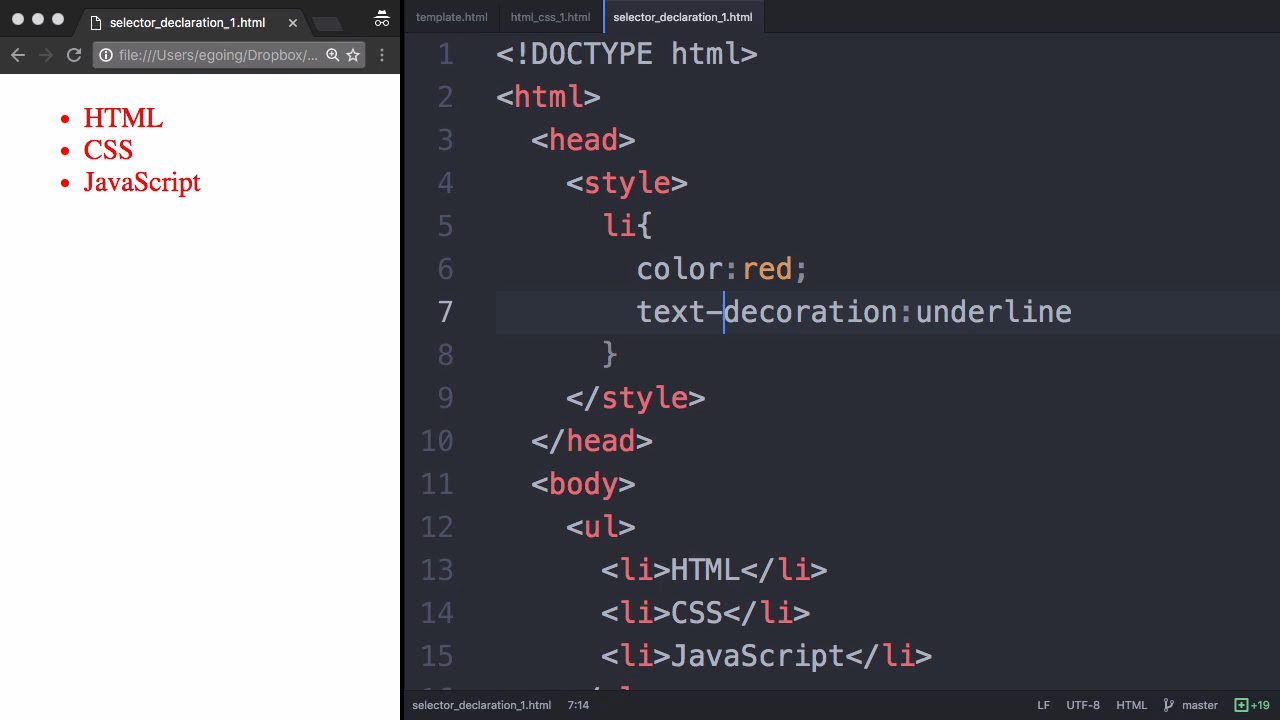 selector_declaration_1.html
file:///Users/egoing/Dropbox/...
HTML
CSS
JavaScript
template.html
html_css_1.html
selector_declaration_1.html
1 <!DOCTYPE html>
2 <html>
3 <head>
4 <style>
5 li{
6 color:red;
7 text-decoration:underline
8 }
9 </style>
10 </head>
11 <body>
12 <ul>
13 <li>HTML</li>
14 <li>CSS</li>
15 <li>JavaScript</li>
selector_declaration_1.html 7:14 LF UTF-8 HTML master +19